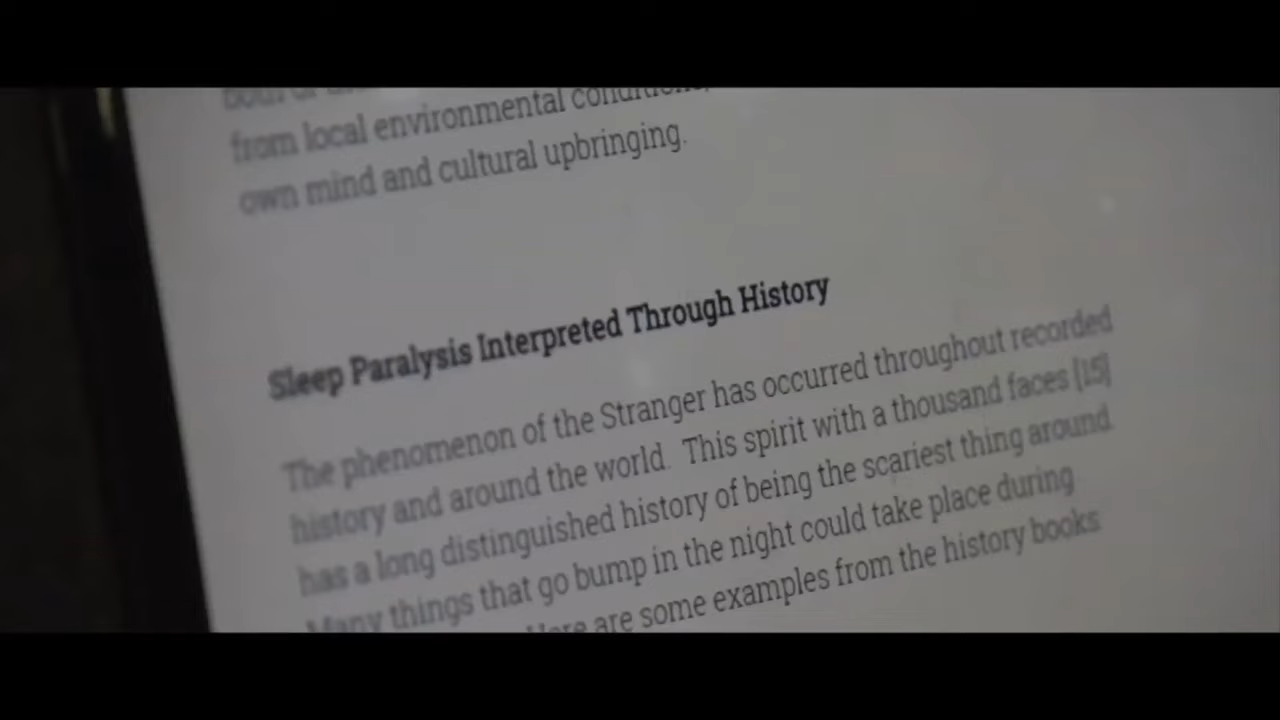 from local environmental conditions,
own mind and cultural upbringing.
Sleep Paralysis Interpreted Through History
The phenomenon of the Stranger has occurred throughout recorded
history and around the world. This spirit with a thousand faces [15]
has a long distinguished history of being the scariest thing around.
Many things that go bump in the night could take place during
Here are some examples from the history books